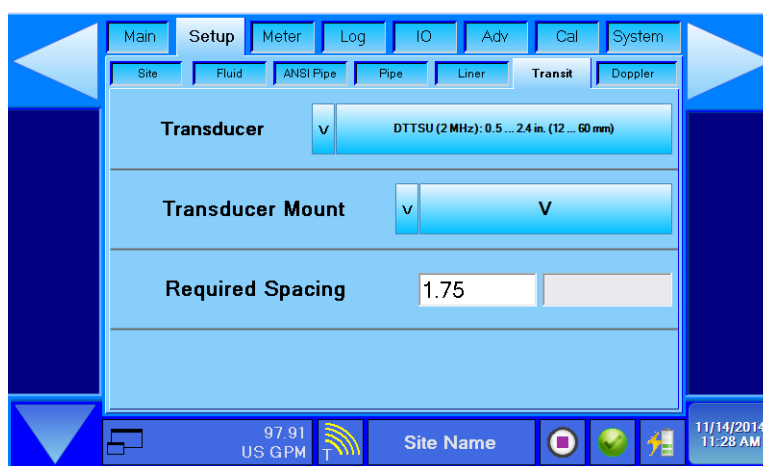 Main Setup Meter Log IO Adv Cal System
Site Fluid ANSI Pipe Pipe Liner Transit Doppler
Transducer v DTTSU (2 MHz): 0.5 ... 2.4 in. (12 ... 60 mm)
Transducer Mount v V
Required Spacing 1.75
97.91
US GPM T Site Name
11/14/2014
11:28 AM